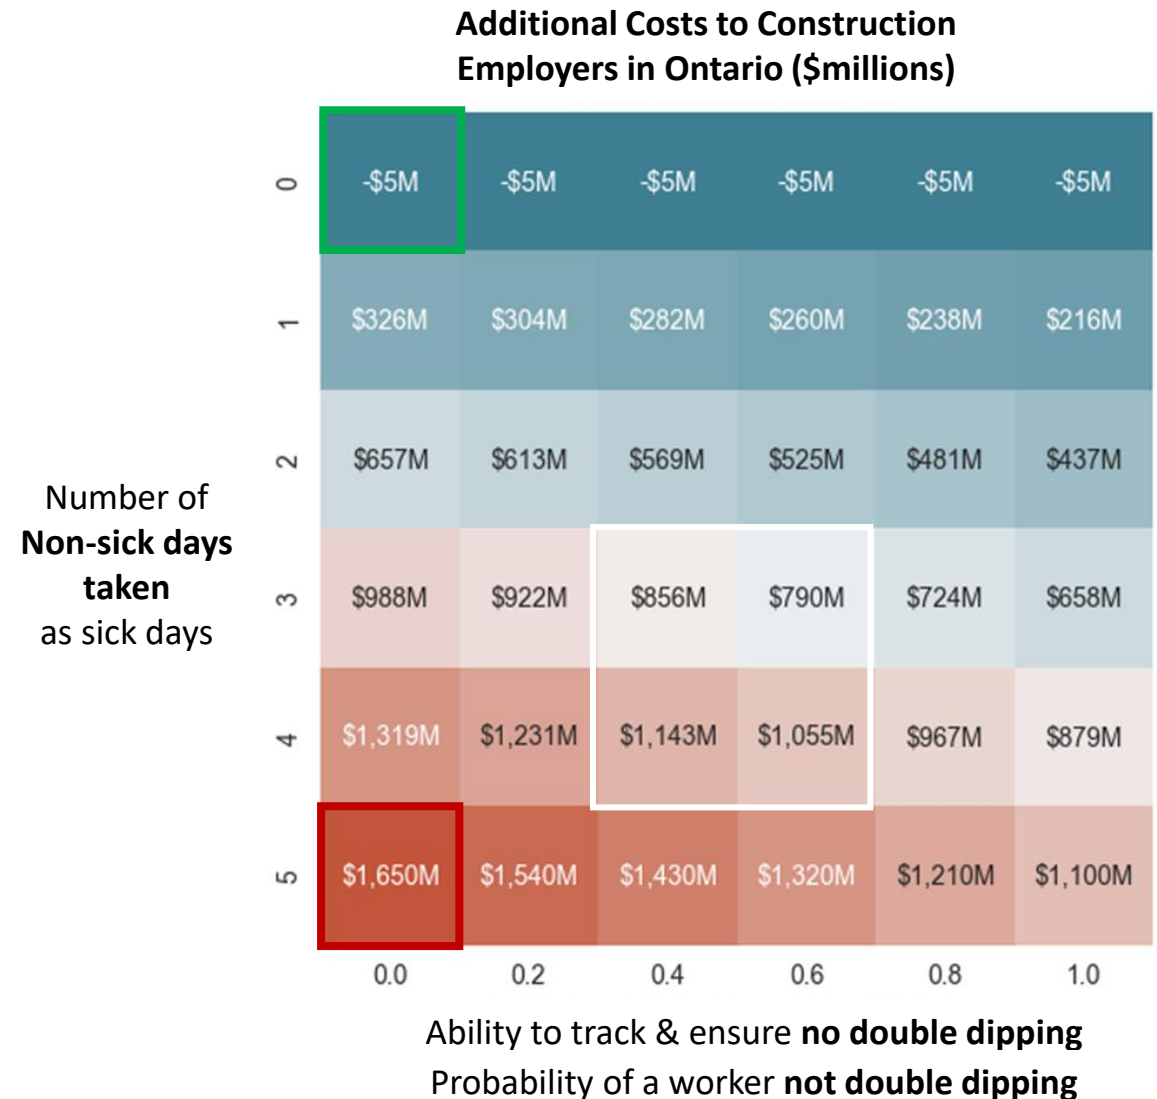 Additional Costs to Construction
Employers in Ontario ($millions)
0 -$5M -$5M -$5M -$5M -$5M -$5M
1 $326M $304M $282M $260M $238M $216M
2 $657M $613M $569M $525M $481M $437M
Number of
Non-sick days
taken
as sick days
3 $988M $922M $856M $790M $724M $658M
4 $1,319M $1,231M $1,143M $1,055M $967M $879M
5 $1,650M $1,540M $1,430M $1,320M $1,210M $1,100M
0.0 0.2 0.4 0.6 0.8 1.0
Ability to track & ensure no double dipping
Probability of a worker not double dipping